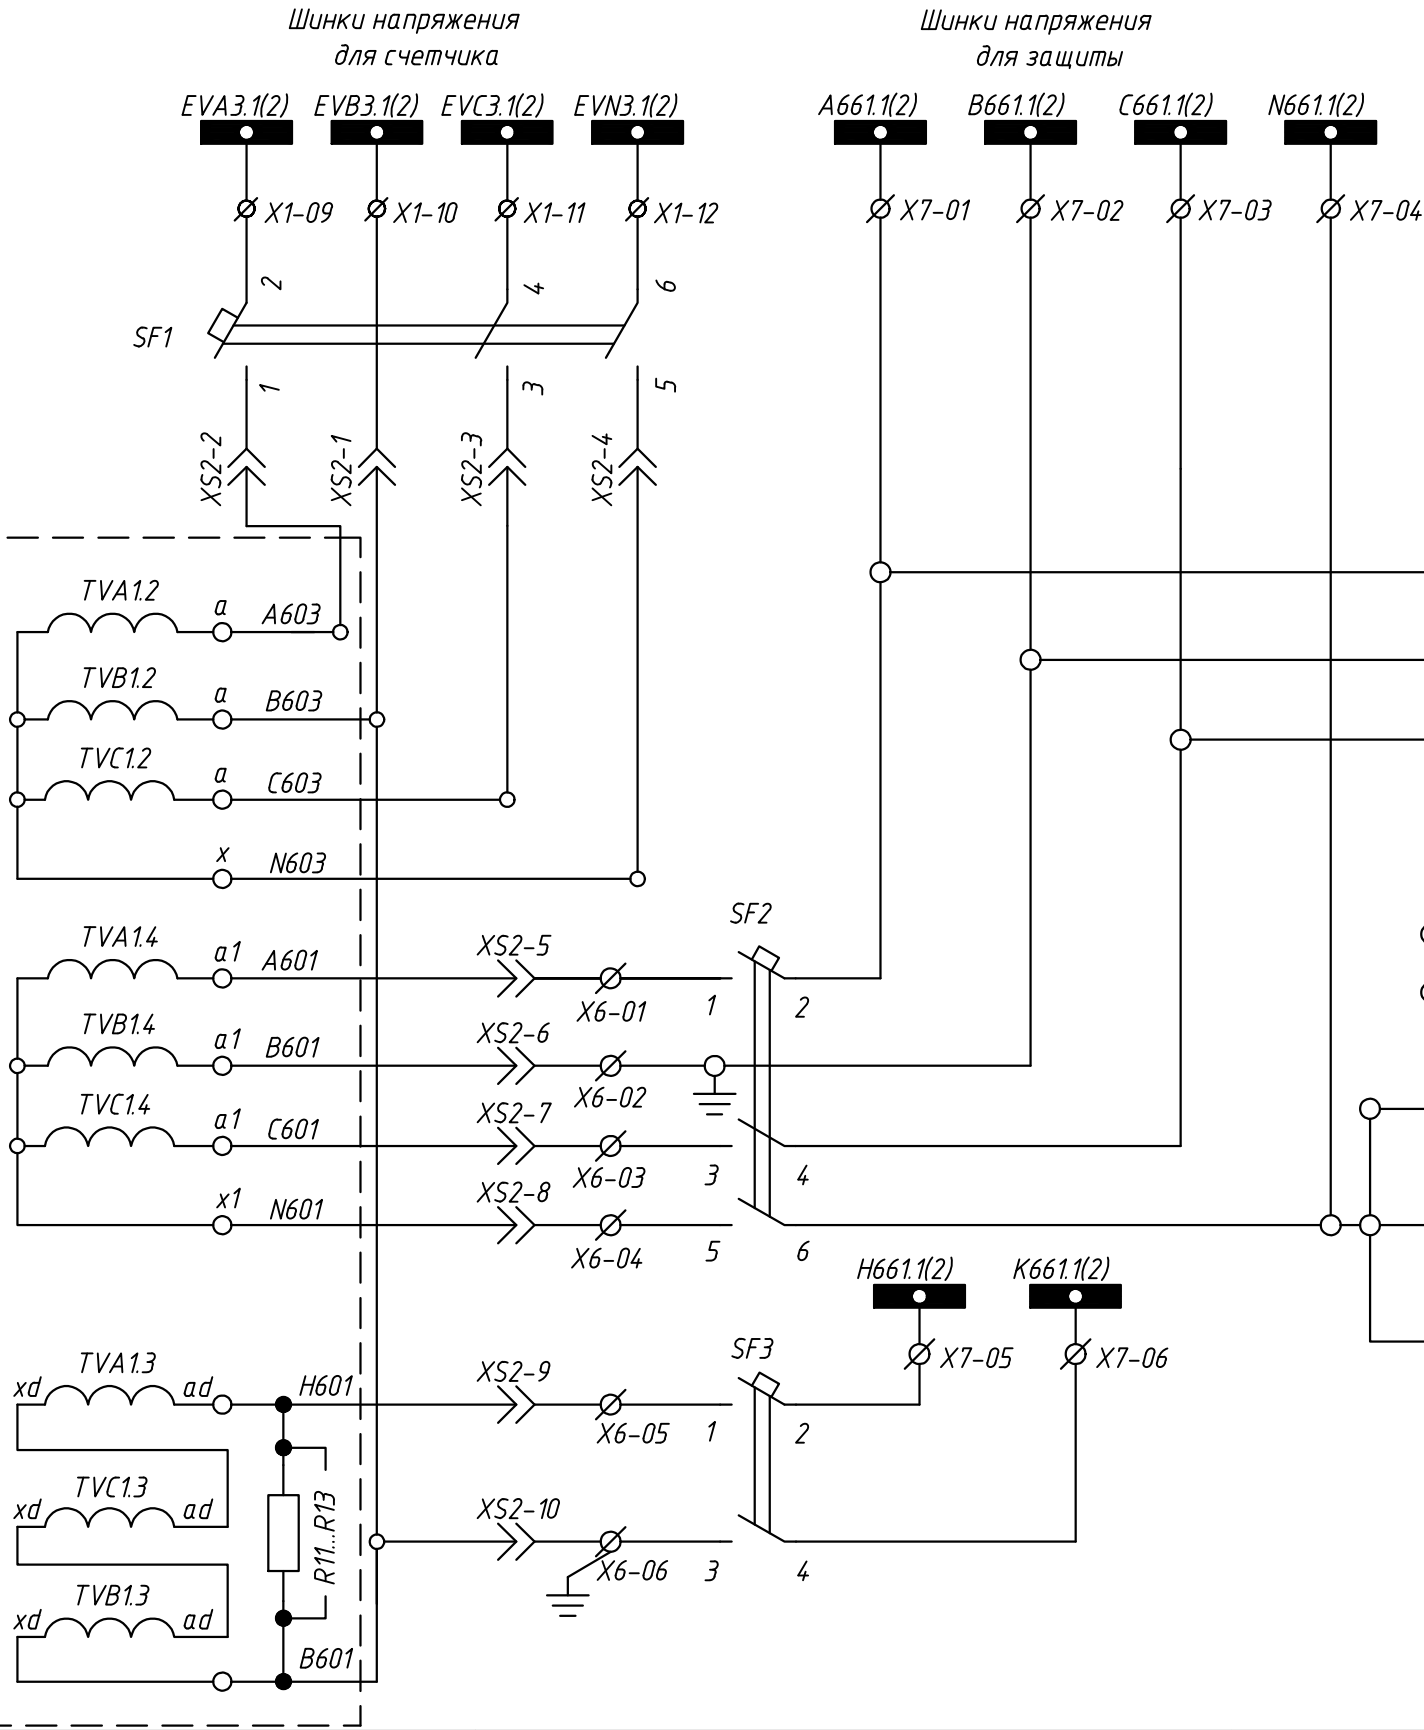 Шинки напряжения
для счетчика
Шинки напряжения
для защиты
EVA3.1(2)
EVB3.1(2)
EVC3.1(2)
EVN3.1(2)
A661.1(2)
B661.1(2)
C661.1(2)
N661.1(2)
X1-09
X1-10
X1-11
X1-12
X7-01
X7-02
X7-03
X7-04
2
4
6
SF1
1
3
5
XS2-2
XS2-1
XS2-3
XS2-4
TVA1.2
a
A603
TVB1.2
a
B603
TVC1.2
a
C603
x
N603
SF2
TVA1.4
a1
A601
XS2-5
X6-01
1
2
TVB1.4
a1
B601
XS2-6
X6-02
TVC1.4
a1
C601
XS2-7
X6-03
3
4
x1
N601
XS2-8
X6-04
5
6
H661.1(2)
K661.1(2)
X7-05
X7-06
SF3
TVA1.3
xd
ad
H601
XS2-9
X6-05
1
2
TVC1.3
xd
ad
R11...R13
XS2-10
X6-06
3
4
TVB1.3
xd
ad
B601